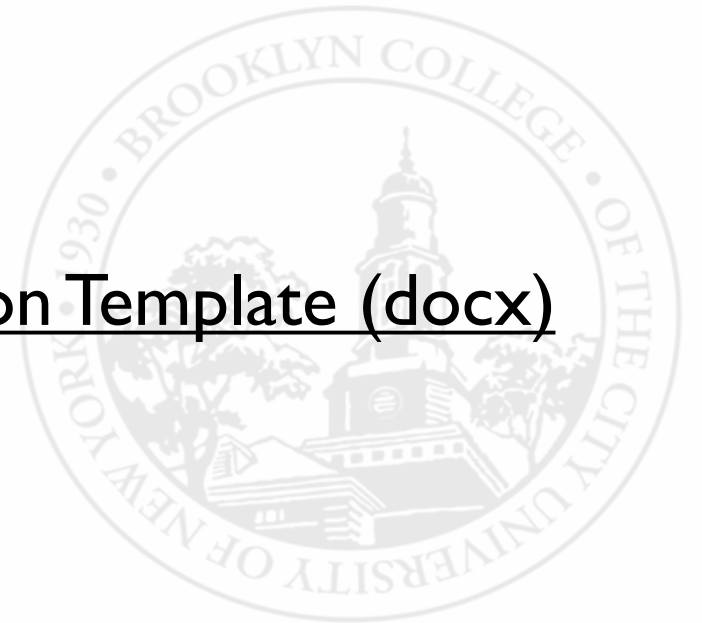 BROOKLYN COLLEGE • OF THE CITY UNIVERSITY OF NEW YORK • 1930 •
on Template (docx)